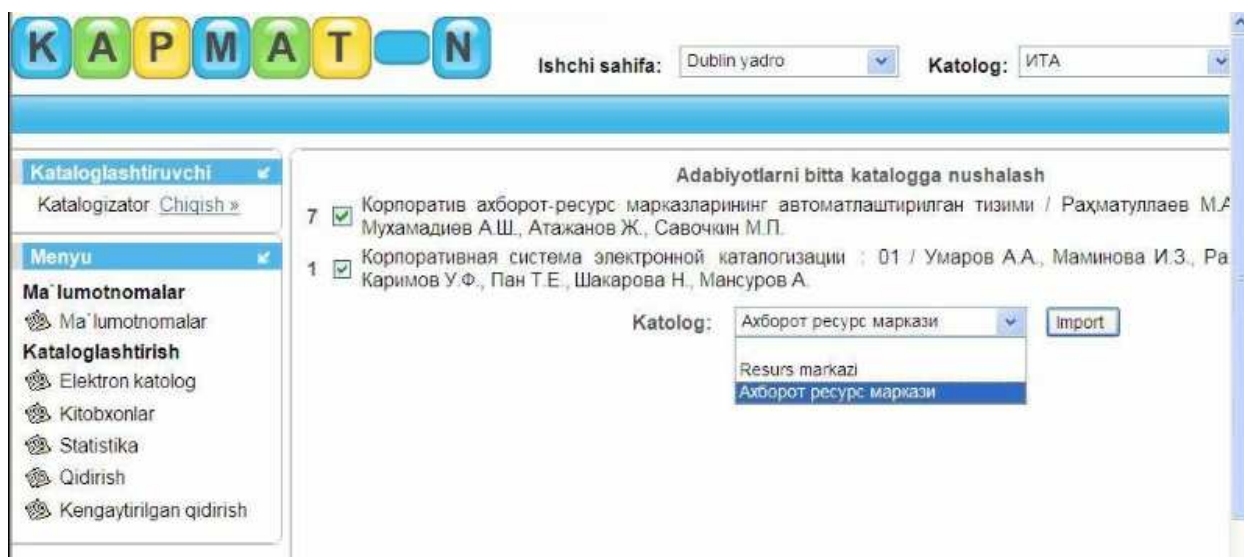 КАРМАТ-N
Ishchi sahifa: Dublin yadro Katolog: ИТА
Kataloglashtiruvchi
Katalogizator Chiqish »
Menyu
Ma`lumotnomalar
Ma`lumotnomalar
Kataloglashtirish
Elektron katolog
Kitobxonlar
Statistika
Qidirish
Kengaytirilgan qidirish
Adabiyotlarni bitta katalogga nushalash
7 Корпоратив ахборот-ресурс марказларининг автоматлаштирилган тизими / Раҳматуллаев М.А
Мухамадиев А.Ш., Атажанов Ж., Савочкин М.П.
1 Корпоративная система электронной каталогизации : 01 / Умаров А.А., Маминова И.З., Ра
Каримов У.Ф., Пан Т.Е., Шакарова Н., Мансуров А.
Katolog: Ахборот ресурс маркази Import
Resurs markazi
Ахборот ресурс маркази